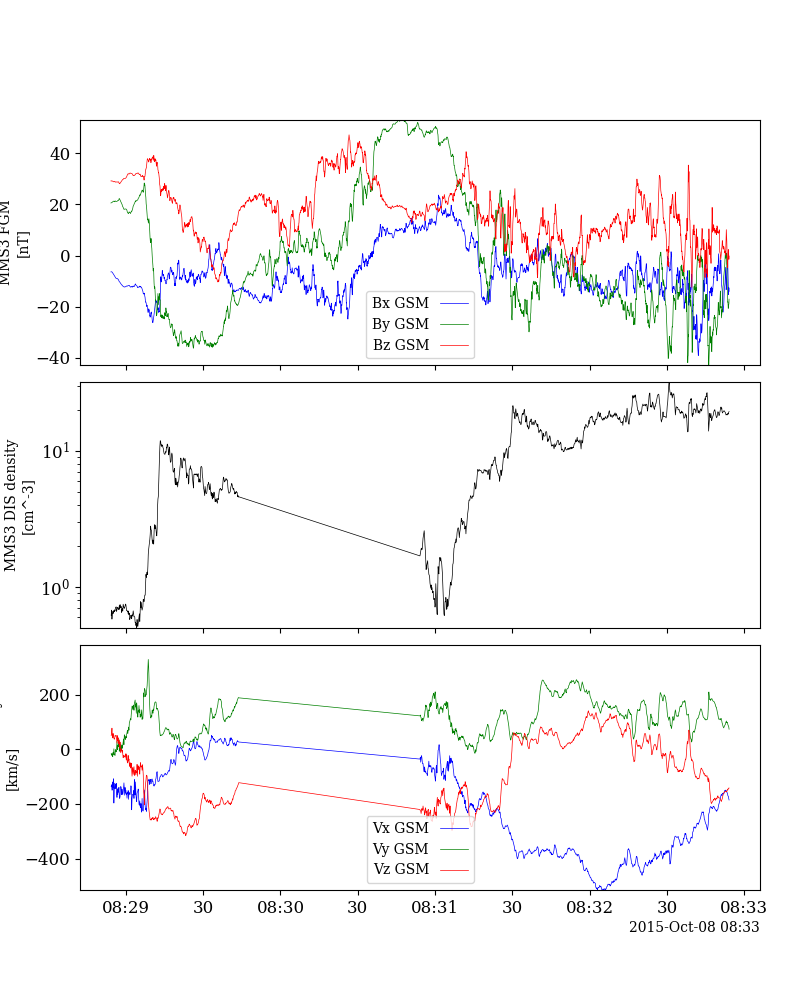 40
20
0
−20
−40
MMS3 FGM
[nT]
Bx GSM
By GSM
Bz GSM
10^1
10^0
MMS3 DIS density
[cm^-3]
200
0
−200
−400
[km/s]
Vx GSM
Vy GSM
Vz GSM
08:29 30 08:30 30 08:31 30 08:32 30 08:33
2015-Oct-08 08:33